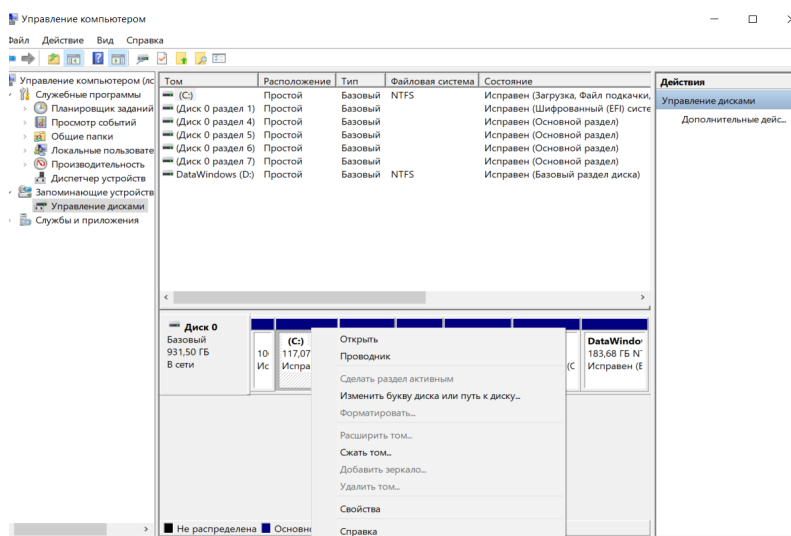 Управление компьютером
Файл Действие Вид Справка
Управление компьютером (лс
Служебные программы
Планировщик заданий
Просмотр событий
Общие папки
Локальные пользовате
Производительность
Диспетчер устройств
Запоминающие устройств
Управление дисками
Службы и приложения
Том Расположение Тип Файловая система Состояние
(C:) Простой Базовый NTFS Исправен (Загрузка, Файл подкачки,
(Диск 0 раздел 1) Простой Базовый Исправен (Шифрованный (EFI) систе
(Диск 0 раздел 4) Простой Базовый Исправен (Основной раздел)
(Диск 0 раздел 5) Простой Базовый Исправен (Основной раздел)
(Диск 0 раздел 6) Простой Базовый Исправен (Основной раздел)
(Диск 0 раздел 7) Простой Базовый Исправен (Основной раздел)
DataWindows (D:) Простой Базовый NTFS Исправен (Базовый раздел диска)
Действия
Управление дисками
Дополнительные дейс...
Диск 0
Базовый
931,50 ГБ
В сети
10
Ис
(C:)
117,07
Испра
(С
DataWindo
183,68 ГБ N
Исправен (Б
Открыть
Проводник
Сделать раздел активным
Изменить букву диска или путь к диску...
Форматировать...
Расширить том...
Сжать том...
Добавить зеркало...
Удалить том...
Свойства
Справка
Не распределена Основн